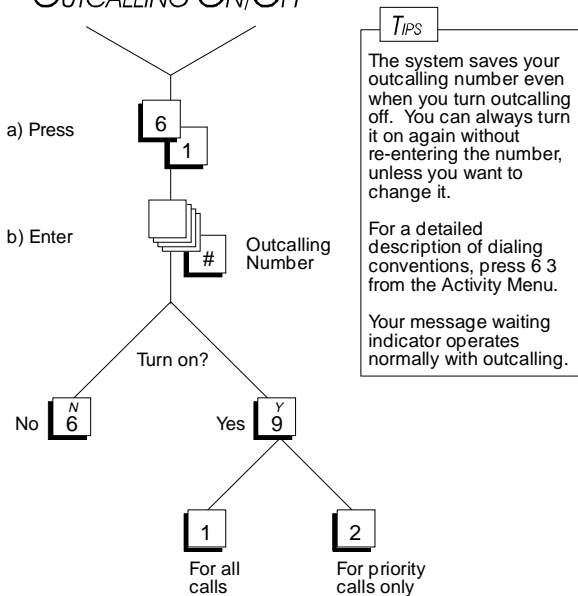 OUTCALLING ON/OFF
a) Press
6
1
b) Enter
#
Outcalling
Number
Turn on?
No
N
6
Yes
Y
9
1
2
For all
calls
For priority
calls only
TIPS
The system saves your
outcalling number even
when you turn outcalling
off. You can always turn
it on again without
re-entering the number,
unless you want to
change it.
For a detailed
description of dialing
conventions, press 6 3
from the Activity Menu.
Your message waiting
indicator operates
normally with outcalling.